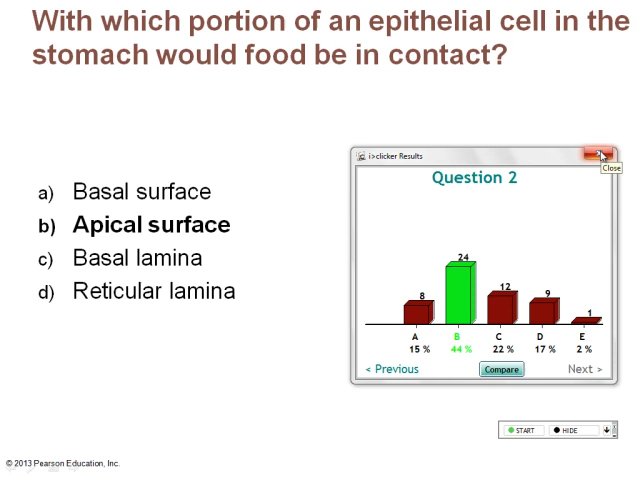 With which portion of an epithelial cell in the
stomach would food be in contact?
a) Basal surface
b) Apical surface
c) Basal lamina
d) Reticular lamina
i>clicker Results
Close
Question 2
8
24
12
9
1
A B C D E
15 % 44 % 22 % 17 % 2 %
< Previous Compare Next >
START HIDE
© 2013 Pearson Education, Inc.